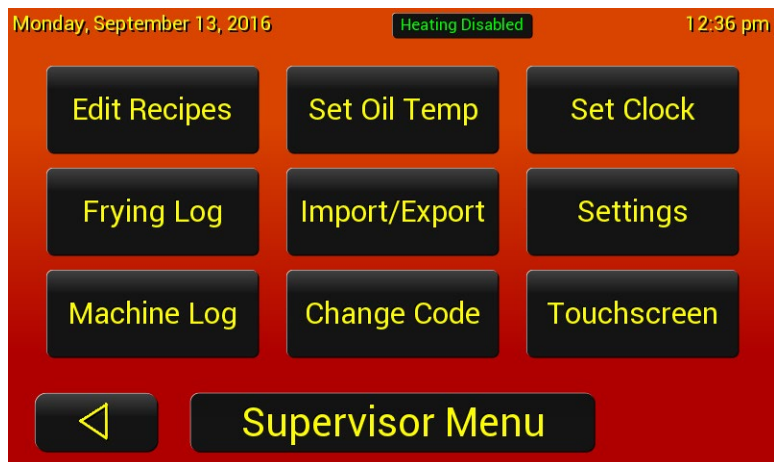 Monday, September 13, 2016 Heating Disabled 12:36 pm
Edit Recipes Set Oil Temp Set Clock
Frying Log Import/Export Settings
Machine Log Change Code Touchscreen
Supervisor Menu